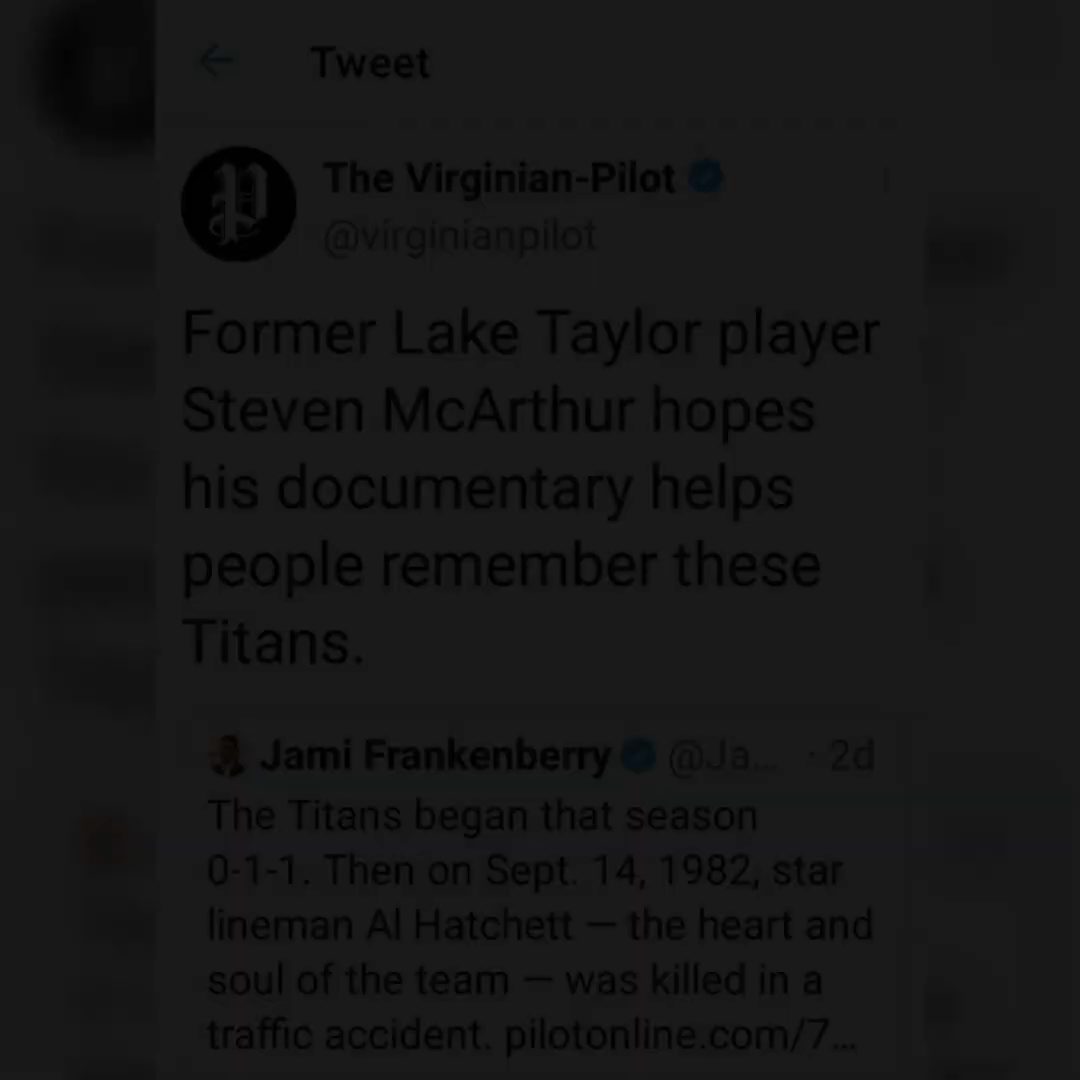 Tweet
The Virginian-Pilot
@virginianpilot
Former Lake Taylor player
Steven McArthur hopes
his documentary helps
people remember these
Titans.
Jami Frankenberry @Ja... · 2d
The Titans began that season
0-1-1. Then on Sept. 14, 1982, star
lineman Al Hatchett — the heart and
soul of the team — was killed in a
traffic accident. pilotonline.com/7...